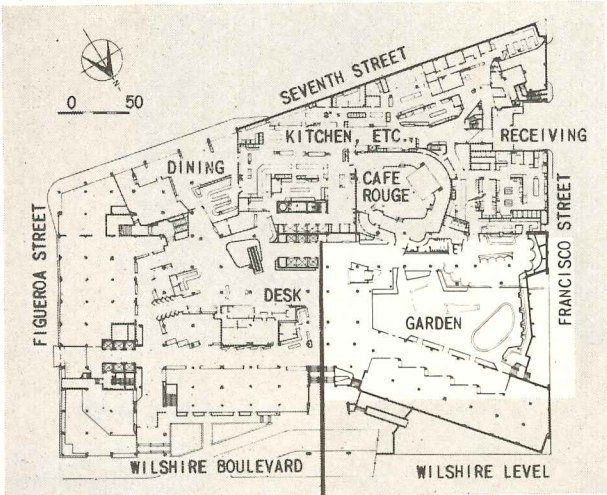 0 50
SEVENTH STREET
KITCHEN, ETC.
RECEIVING
DINING
CAFE
ROUGE
FIGUEROA STREET
FRANCISCO STREET
DESK
GARDEN
WILSHIRE BOULEVARD
WILSHIRE LEVEL